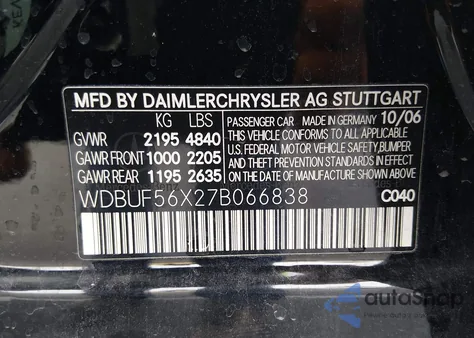 MFD BY DAIMLERCHRYSLER AG STUTTGART
KG LBS
GVWR 2195 4840
GAWR FRONT 1000 2205
GAWR REAR 1195 2635
PASSENGER CAR MADE IN GERMANY 10/06
THIS VEHICLE CONFORMS TO ALL APPLICABLE
U.S. FEDERAL MOTOR VEHICLE SAFETY, BUMPER
AND THEFT PREVENTION STANDARDS IN EFFECT
ON THE DATE OF MANUFACTURE SHOWN ABOVE.
WDBUF56X27B066838 C040
autaShop